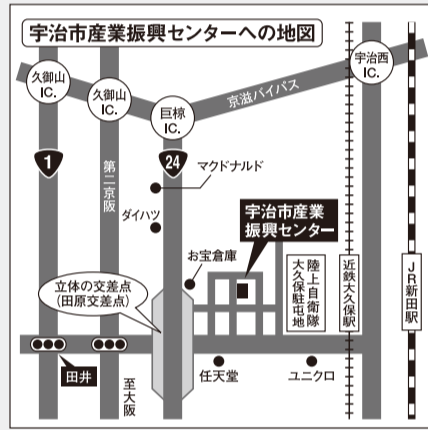 宇治市産業振興センターへの地図
久御山
IC.
久御山
IC.
巨椋
IC.
宇治西
IC.
京滋バイパス
1
第二京阪
24
マクドナルド
ダイハツ
宇治市産業
振興センター
お宝倉庫
立体の交差点
(田原交差点)
陸上自衛隊
大久保駐屯地
近鉄大久保駅
JR新田駅
田井
至大阪
任天堂
ユニクロ